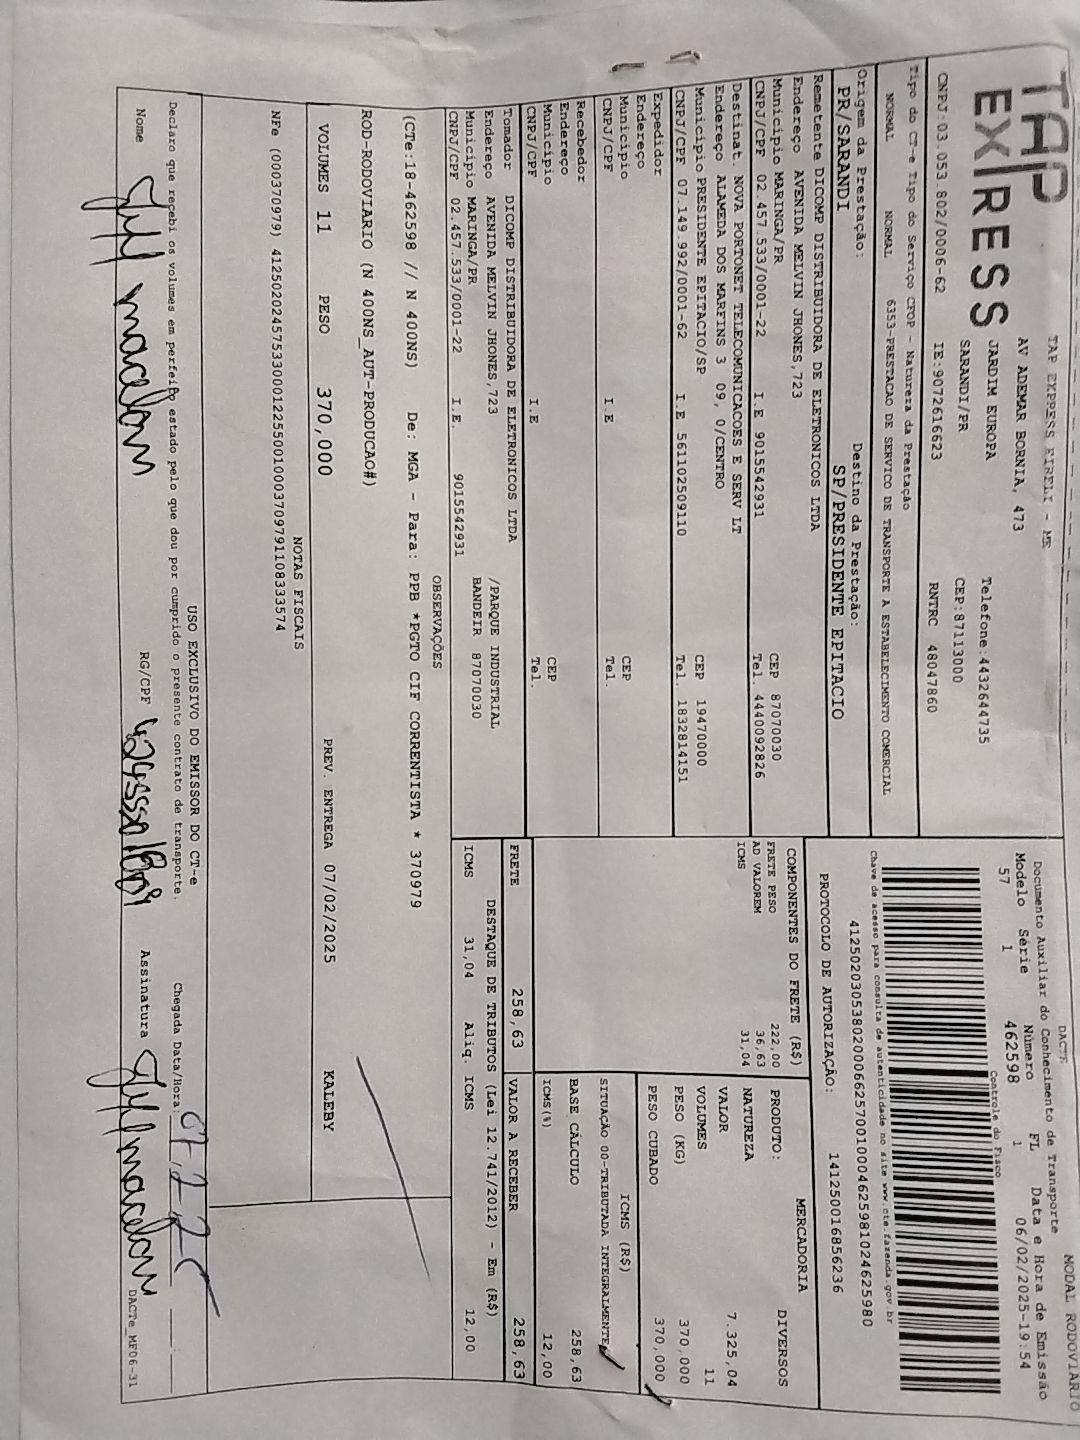 TAP EXPRESS EIRELI - ME
TAP
EX/RESS
AV ADEMAR BORNIA, 473
JARDIM EUROPA
SARANDI/PR
Telefone:4432644735
CEP:87113000
CNPJ:03.053.802/0006-62 IE:9072616623 RNTRC 48047860
MODAL RODOVIARIO
DACTE
Documento Auxiliar do Conhecimento de Transporte
Modelo Série Número FL Data e Hora de Emissão
57 1 462598 1 06/02/2025-19:54
Controle do Fisco
Chave de acesso para consulta de autenticidade no site www.cte.fazenda.gov.br
41250203053802000662570010004625981024625980
PROTOCOLO DE AUTORIZAÇÃO: 141250016856236
Tipo do CT-e Tipo do Serviço CFOP - Natureza da Prestação
NORMAL NORMAL 6353-PRESTACAO DE SERVICO DE TRANSPORTE A ESTABELECIMENTO COMERCIAL
Origem da Prestação: Destino da Prestação:
PR/SARANDI SP/PRESIDENTE EPITACIO
Remetente DICOMP DISTRIBUIDORA DE ELETRONICOS LTDA
Endereço AVENIDA MELVIN JHONES,723
Município MARINGA/PR CEP 87070030
CNPJ/CPF 02.457.533/0001-22 I.E 9015542931 Tel. 4440092826
Destinat. NOVA PORTONET TELECOMUNICACOES E SERV LT
Endereço ALAMEDA DOS MARFINS 3 09, 0/CENTRO
Município PRESIDENTE EPITACIO/SP CEP 19470000
CNPJ/CPF 07.149.992/0001-62 I.E 561102509110 Tel. 1832814151
Expedidor
Endereço
Município CEP
CNPJ/CPF I.E Tel.
Recebedor
Endereço
Município CEP
CNPJ/CPF I.E Tel.
Tomador DICOMP DISTRIBUIDORA DE ELETRONICOS LTDA
Endereço AVENIDA MELVIN JHONES,723 /PARQUE INDUSTRIAL
Município MARINGA/PR BANDEIR 87070030
CNPJ/CPF 02.457.533/0001-22 I.E. 9015542931
COMPONENTES DO FRETE (R$)
FRETE PESO 222,00
AD VALOREM 36,63
ICMS 31,04
MERCADORIA
PRODUTO: DIVERSOS
NATUREZA
VALOR 7.325,04
VOLUMES 11
PESO (KG) 370,000
PESO CUBADO 370,000
ICMS (R$)
SITUAÇÃO 00-TRIBUTADA INTEGRALMENTE
BASE CÁLCULO 258,63
ICMS(%) 12,00
FRETE 258,63 VALOR A RECEBER 258,63
DESTAQUE DE TRIBUTOS (Lei 12.741/2012) - Em (R$)
ICMS 31,04 Alíq. ICMS 12,00
OBSERVAÇÕES
(CTe:18-462598 // N 400NS) De: MGA - Para: PPB *PGTO CIF CORRENTISTA * 370979
ROD-RODOVIARIO (N 400NS_AUT-PRODUCAO#)
VOLUMES 11 PESO 370,000 PREV. ENTREGA 07/02/2025 KALEBY
NOTAS FISCAIS
NFe (000370979) 41250202457533000122550010003709791108333574
USO EXCLUSIVO DO EMISSOR DO CT-e
Declaro que recebi os volumes em perfeito estado pelo que dou por cumprido o presente contrato de transporte. Chegada Data/Hora:
Nome RG/CPF Assinatura
DACTe_MF06-31